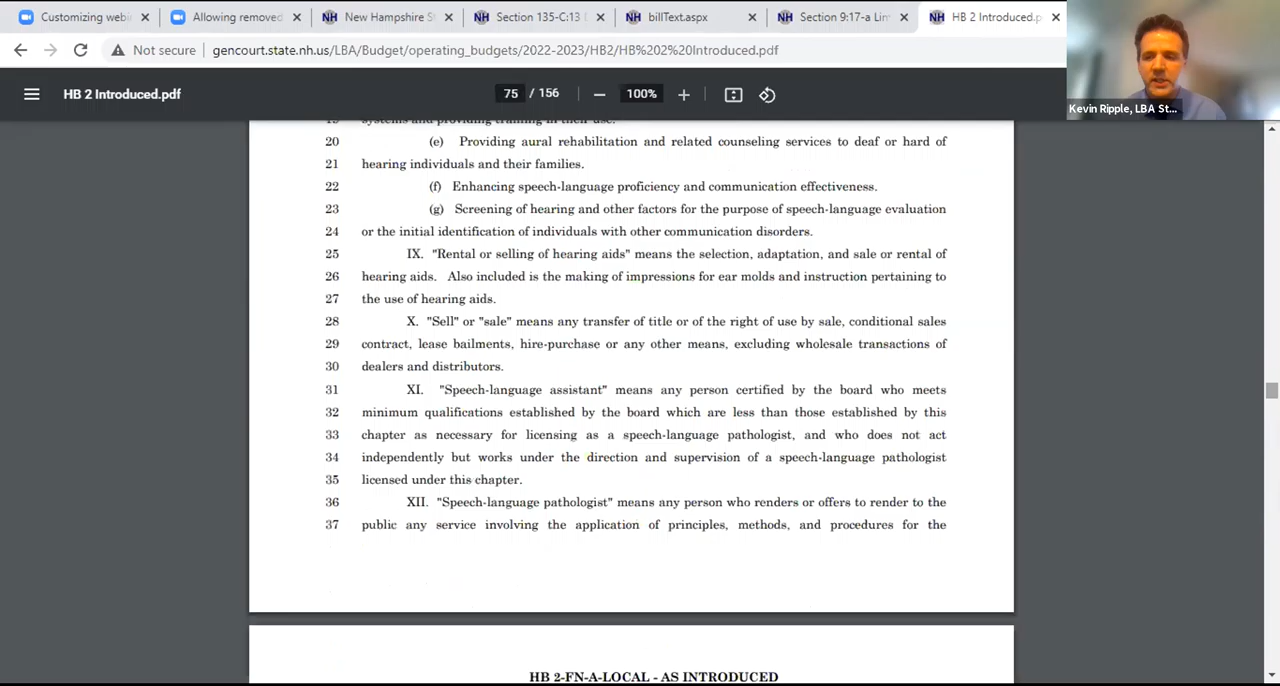 Customizing webi
Allowing removed
New Hampshire S
Section 135-C:13
billText.aspx
Section 9:17-a Lim
HB 2 Introduced.p
Not secure
gencourt.state.nh.us/LBA/Budget/operating_budgets/2022-2023/HB2/HB%202%20Introduced.pdf
HB 2 Introduced.pdf
75 / 156
100%
Kevin Ripple, LBA St...
19 systems and providing training in their use.
20 (e) Providing aural rehabilitation and related counseling services to deaf or hard of
21 hearing individuals and their families.
22 (f) Enhancing speech-language proficiency and communication effectiveness.
23 (g) Screening of hearing and other factors for the purpose of speech-language evaluation
24 or the initial identification of individuals with other communication disorders.
25 IX. "Rental or selling of hearing aids" means the selection, adaptation, and sale or rental of
26 hearing aids. Also included is the making of impressions for ear molds and instruction pertaining to
27 the use of hearing aids.
28 X. "Sell" or "sale" means any transfer of title or of the right of use by sale, conditional sales
29 contract, lease bailments, hire-purchase or any other means, excluding wholesale transactions of
30 dealers and distributors.
31 XI. "Speech-language assistant" means any person certified by the board who meets
32 minimum qualifications established by the board which are less than those established by this
33 chapter as necessary for licensing as a speech-language pathologist, and who does not act
34 independently but works under the direction and supervision of a speech-language pathologist
35 licensed under this chapter.
36 XII. "Speech-language pathologist" means any person who renders or offers to render to the
37 public any service involving the application of principles, methods, and procedures for the
HB 2-FN-A-LOCAL - AS INTRODUCED